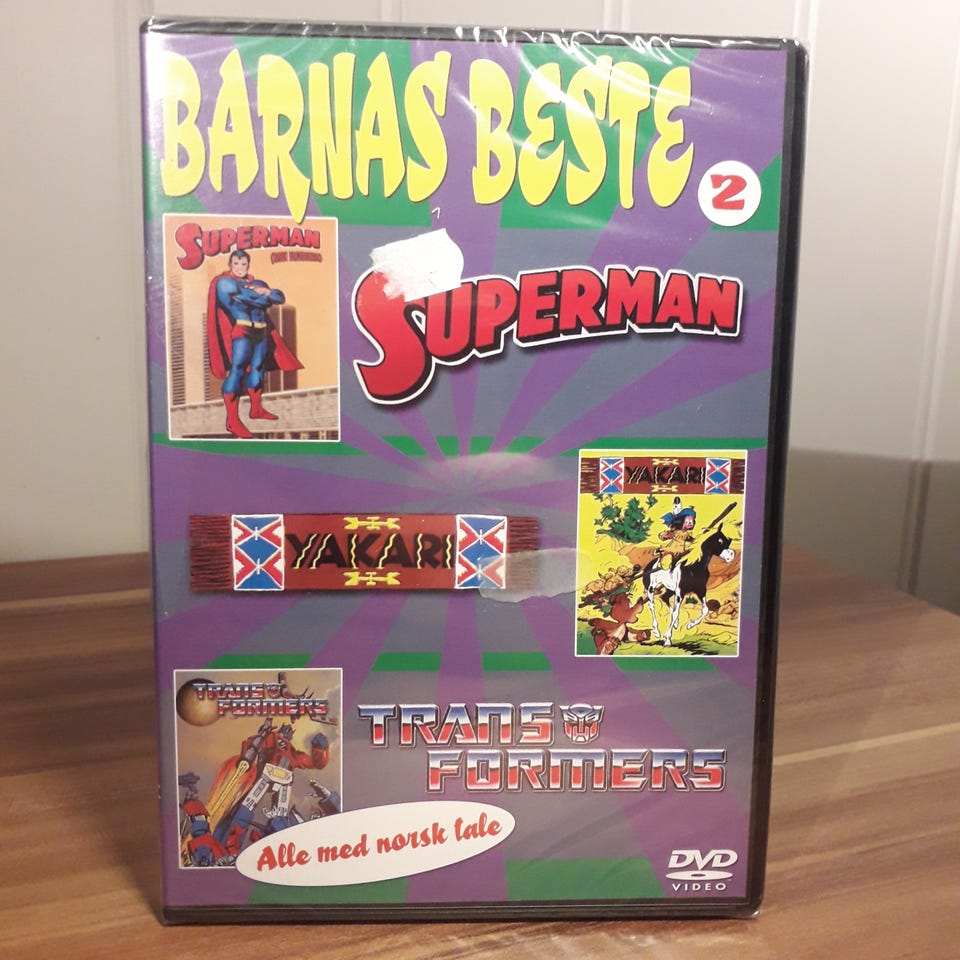 BARNAS BESTE
2
SUPERMAN
SUPERMAN
YAKARI
YAKARI
TRANS
FORMERS
TRANS
FORMERS
Alle med norsk tale
DVD
VIDEO